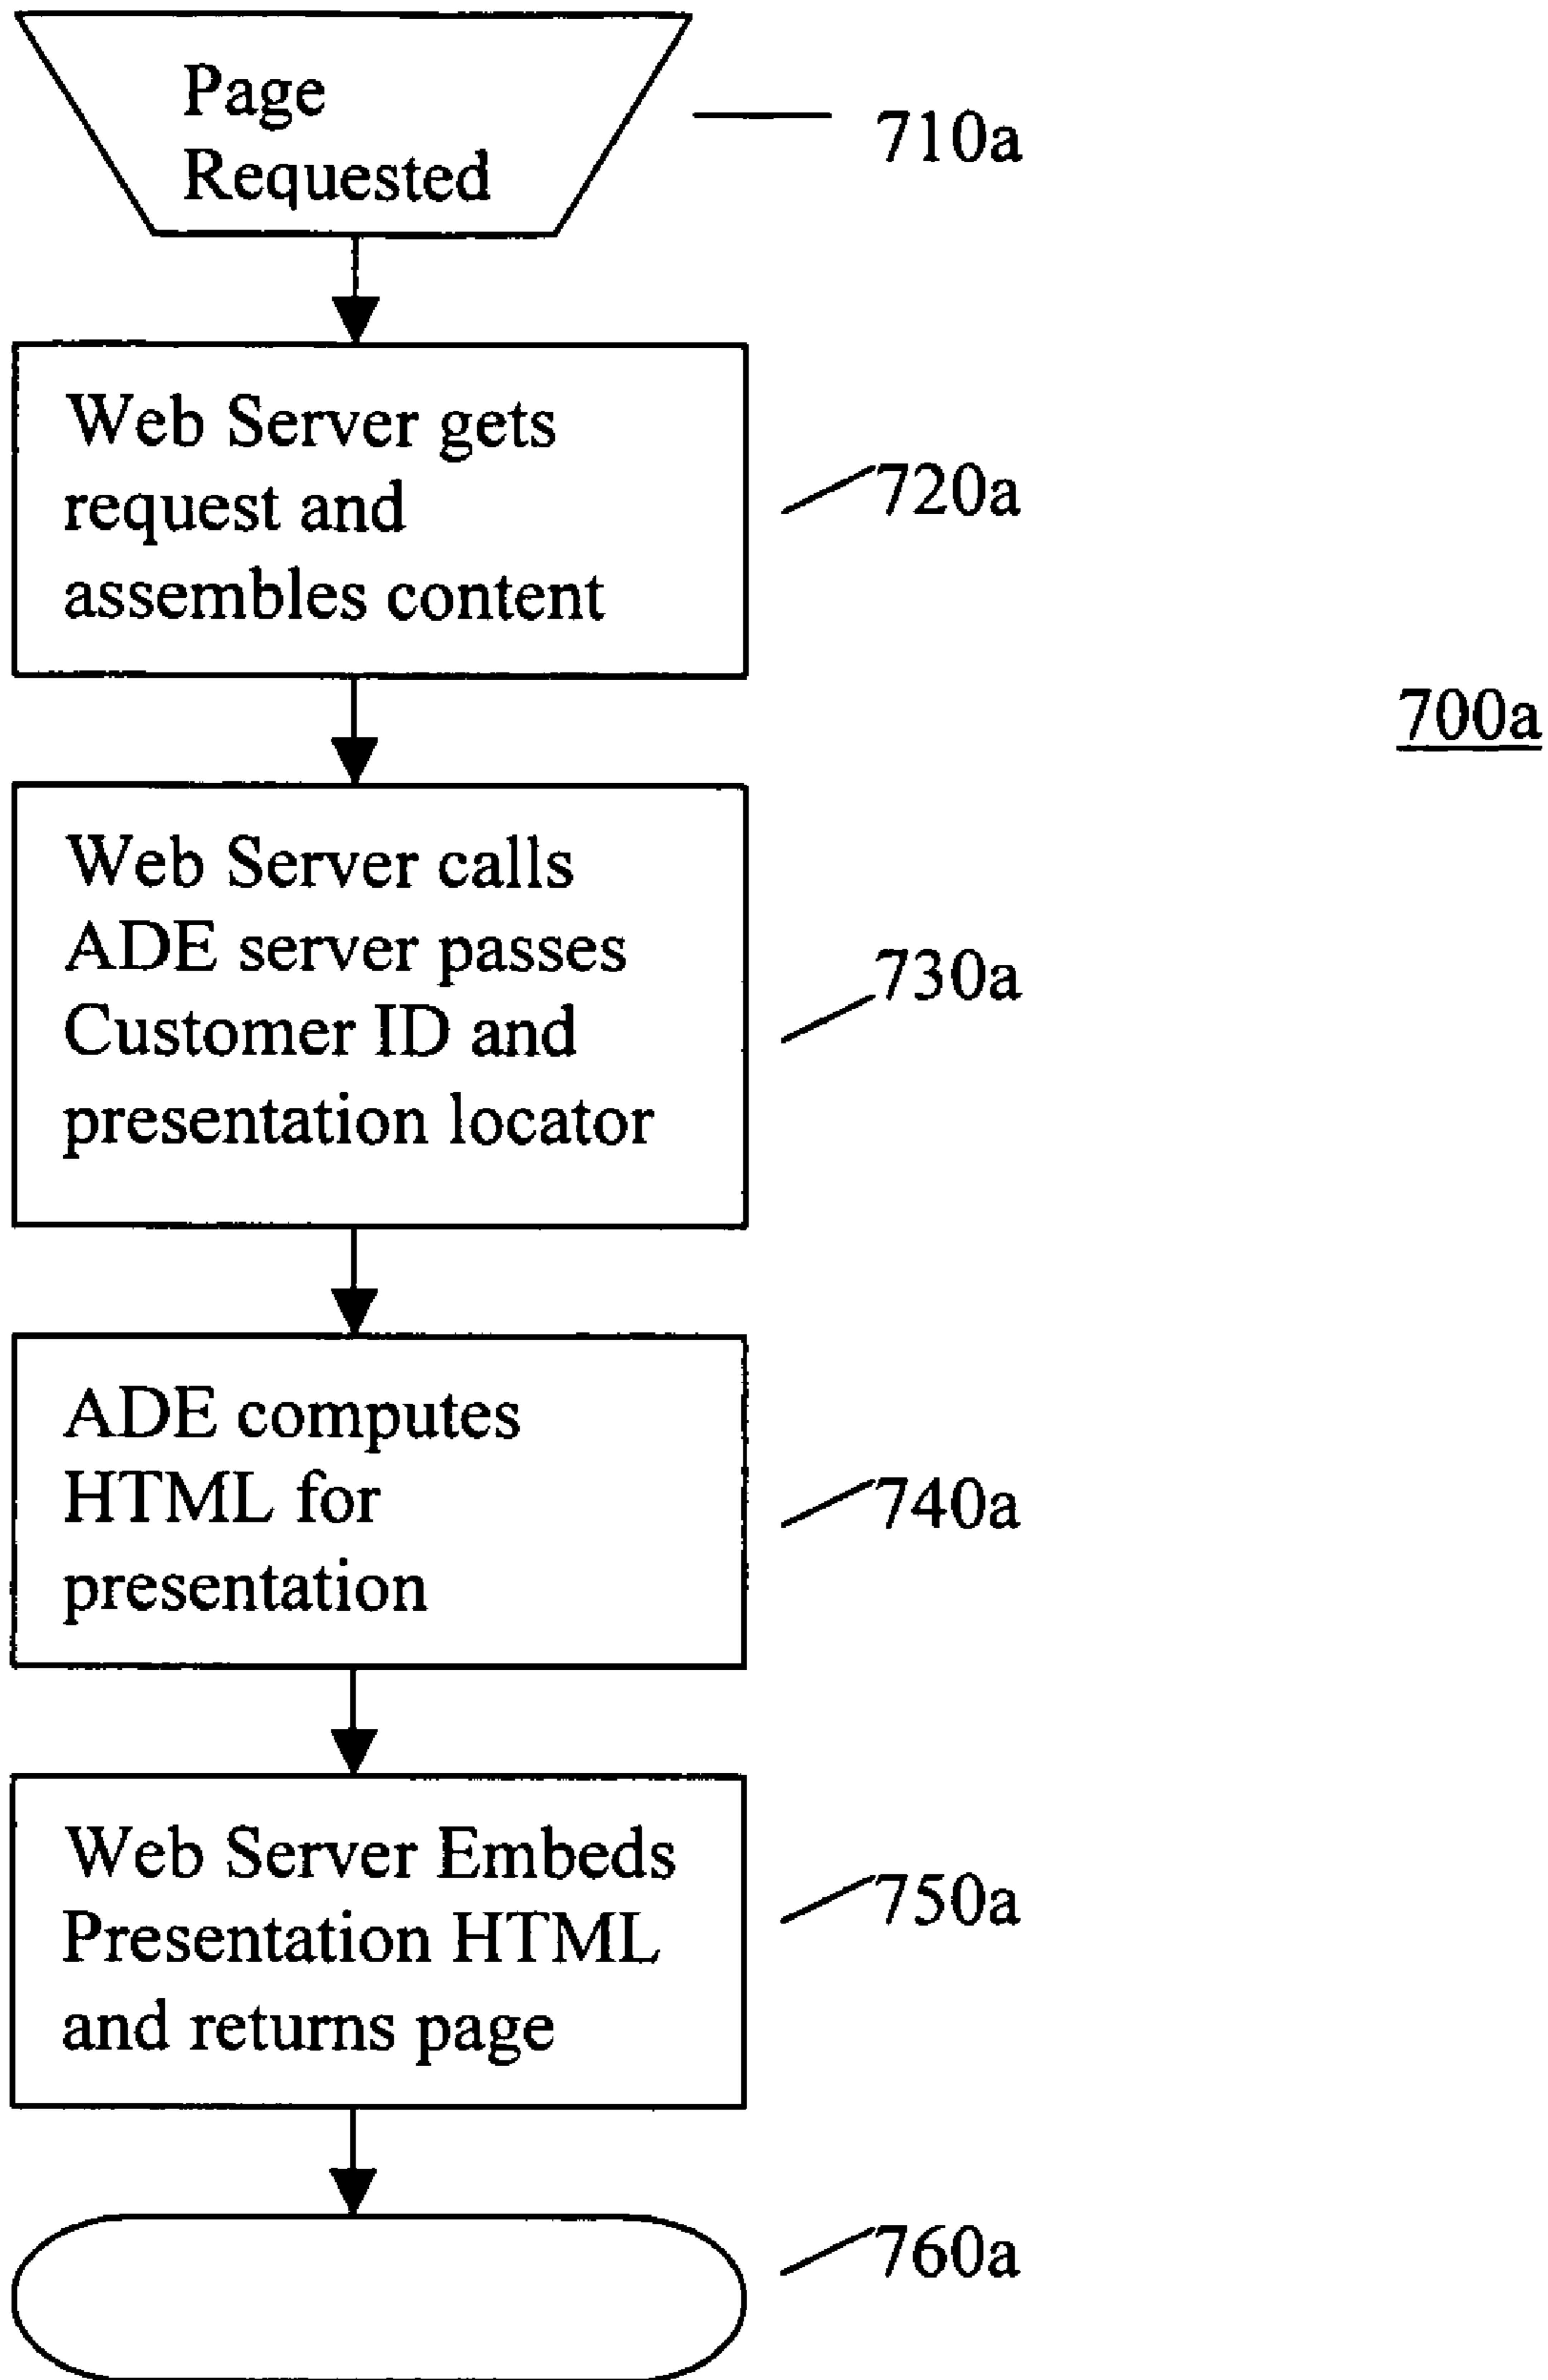 Page
Requested
710a
Web Server gets
request and
assembles content
720a
700a
Web Server calls
ADE server passes
Customer ID and
presentation locator
730a
ADE computes
HTML for
presentation
740a
Web Server Embeds
Presentation HTML
and returns page
750a
760a